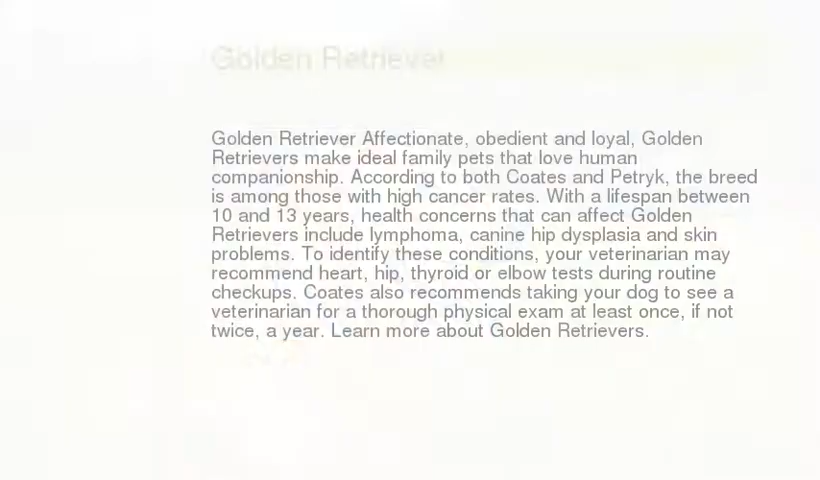 Golden Retriever
Golden Retriever Affectionate, obedient and loyal, Golden
Retrievers make ideal family pets that love human
companionship. According to both Coates and Petryk, the breed
is among those with high cancer rates. With a lifespan between
10 and 13 years, health concerns that can affect Golden
Retrievers include lymphoma, canine hip dysplasia and skin
problems. To identify these conditions, your veterinarian may
recommend heart, hip, thyroid or elbow tests during routine
checkups. Coates also recommends taking your dog to see a
veterinarian for a thorough physical exam at least once, if not
twice, a year. Learn more about Golden Retrievers.